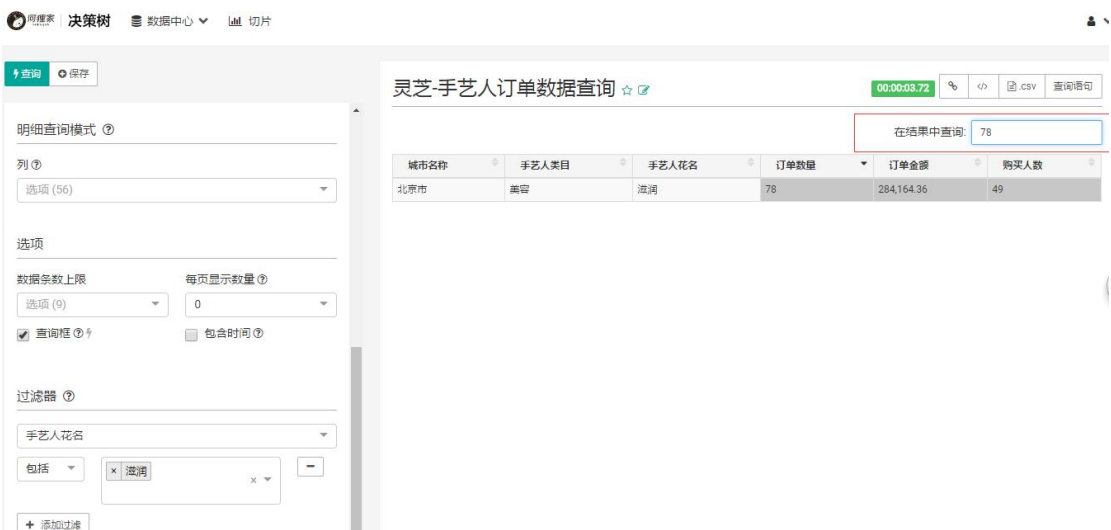 河狸家 决策树 数据中心 切片
查询 保存
灵芝-手艺人订单数据查询 00:00:03.72 </> .csv 查询语句
明细查询模式
在结果中查询: 78
列
选项 (56)
城市名称 手艺人类目 手艺人花名 订单数量 订单金额 购买人数
北京市 美容 滋润 78 284,164.36 49
选项
数据条数上限 每页显示数量
选项 (9) 0
查询框 包含时间
过滤器
手艺人花名
包括 × 滋润 ×
添加过滤